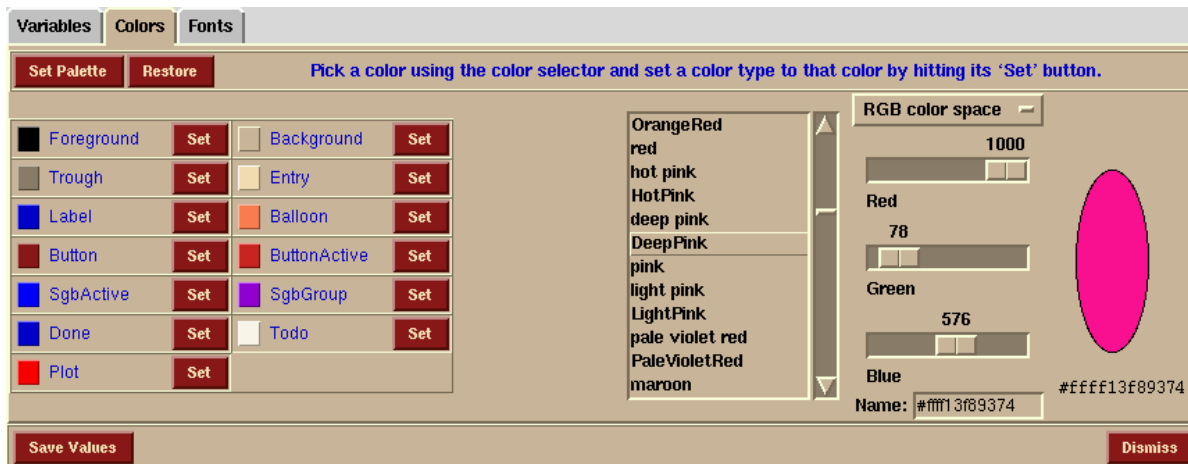 Variables Colors Fonts
Set Palette Restore Pick a color using the color selector and set a color type to that color by hitting its ‘Set’ button.
Foreground Set Background Set
Trough Set Entry Set
Label Set Balloon Set
Button Set ButtonActive Set
SgbActive Set SgbGroup Set
Done Set Todo Set
Plot Set
OrangeRed
red
hot pink
HotPink
deep pink
DeepPink
pink
light pink
LightPink
pale violet red
PaleVioletRed
maroon
RGB color space
1000
Red
78
Green
576
Blue
Name: #ffff13f89374
#ffff13f89374
Save Values Dismiss